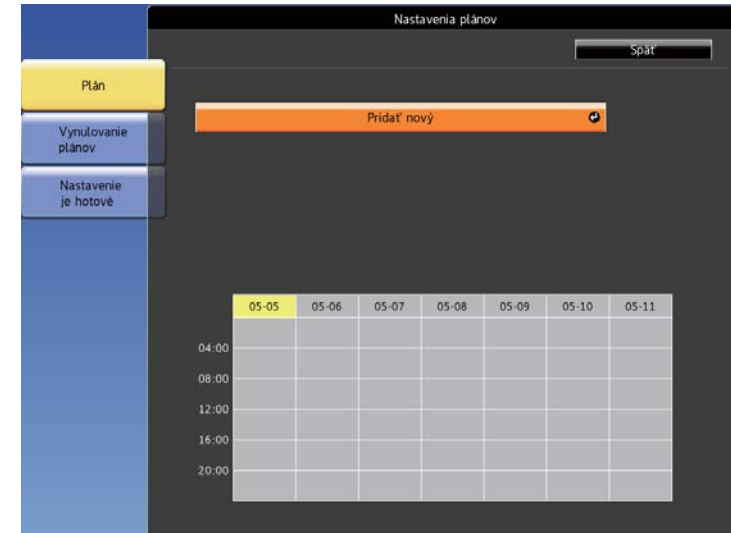 Nastavenia plánov
Späť
Plán
Pridať nový
Vynulovanie
plánov
Nastavenie
je hotové
05-05 05-06 05-07 05-08 05-09 05-10 05-11
04:00
08:00
12:00
16:00
20:00